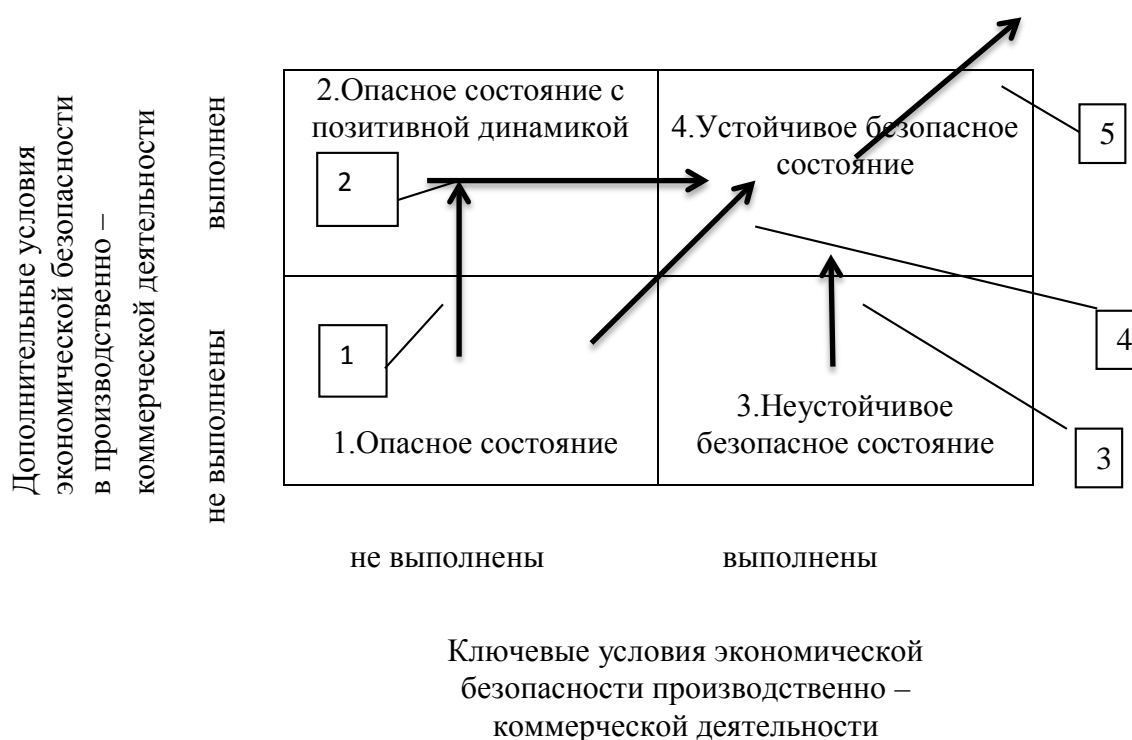 Дополнительные условия
экономической безопасности
в производственно –
коммерческой деятельности
не выполнены
выполнен
2.Опасное состояние с
позитивной динамикой
4.Устойчивое безопасное
состояние
5
2
1
4
1.Опасное состояние
3.Неустойчивое
безопасное состояние
3
не выполнены
выполнены
Ключевые условия экономической
безопасности производственно –
коммерческой деятельности